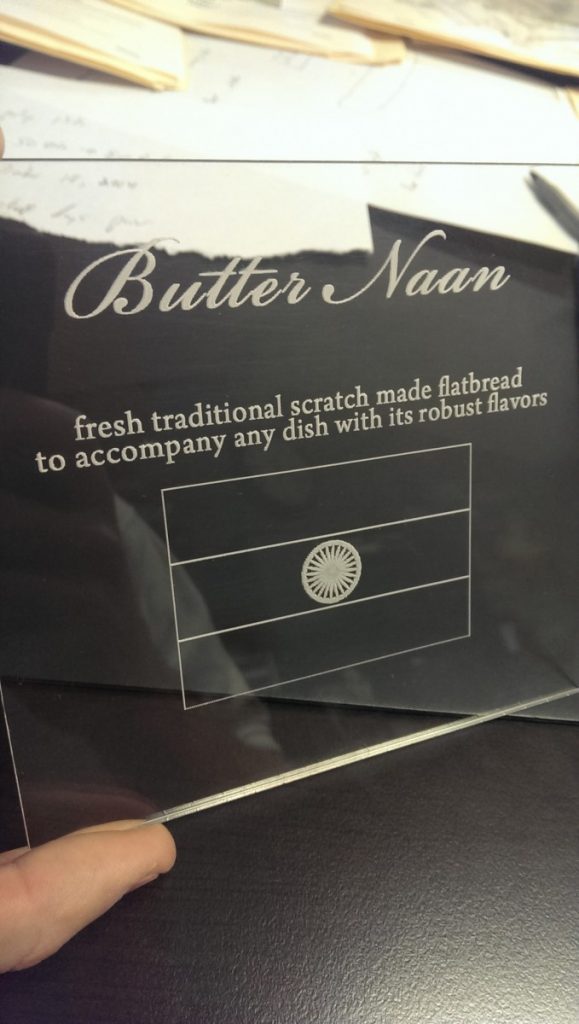 Butter Naan
fresh traditional scratch made flatbread
to accompany any dish with its robust flavors